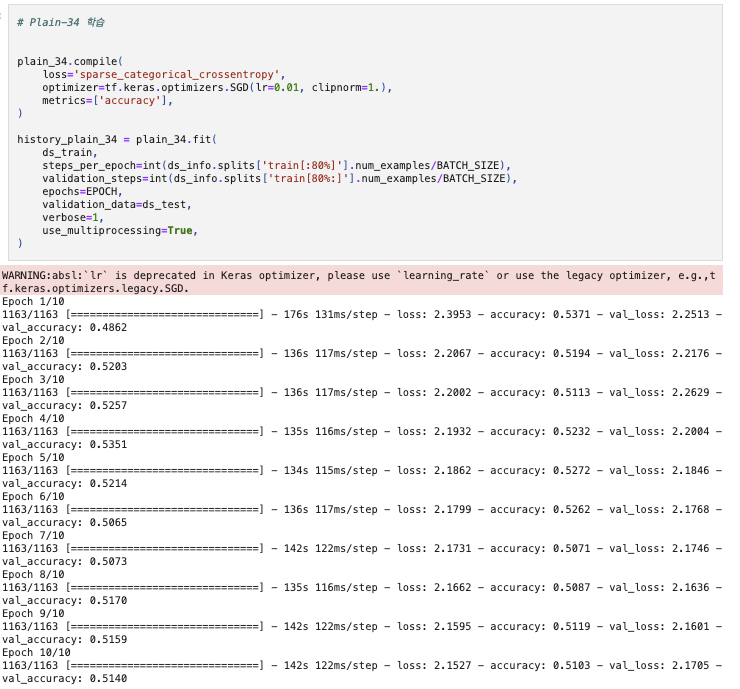 # Plain-34 학습
plain_34.compile(
    loss='sparse_categorical_crossentropy',
    optimizer=tf.keras.optimizers.SGD(lr=0.01, clipnorm=1.),
    metrics=['accuracy'],
)
history_plain_34 = plain_34.fit(
    ds_train,
    steps_per_epoch=int(ds_info.splits['train[:80%]'].num_examples/BATCH_SIZE),
    validation_steps=int(ds_info.splits['train[80%:]'].num_examples/BATCH_SIZE),
    epochs=EPOCH,
    validation_data=ds_test,
    verbose=1,
    use_multiprocessing=True,
)
WARNING:absl:`lr` is deprecated in Keras optimizer, please use `learning_rate` or use the legacy optimizer, e.g.,t
f.keras.optimizers.legacy.SGD.
Epoch 1/10
1163/1163 [==============================] - 176s 131ms/step - loss: 2.3953 - accuracy: 0.5371 - val_loss: 2.2513 -
val_accuracy: 0.4862
Epoch 2/10
1163/1163 [==============================] - 136s 117ms/step - loss: 2.2067 - accuracy: 0.5194 - val_loss: 2.2176 -
val_accuracy: 0.5203
Epoch 3/10
1163/1163 [==============================] - 136s 117ms/step - loss: 2.2002 - accuracy: 0.5113 - val_loss: 2.2629 -
val_accuracy: 0.5257
Epoch 4/10
1163/1163 [==============================] - 135s 116ms/step - loss: 2.1932 - accuracy: 0.5232 - val_loss: 2.2004 -
val_accuracy: 0.5351
Epoch 5/10
1163/1163 [==============================] - 134s 115ms/step - loss: 2.1862 - accuracy: 0.5272 - val_loss: 2.1846 -
val_accuracy: 0.5214
Epoch 6/10
1163/1163 [==============================] - 136s 117ms/step - loss: 2.1799 - accuracy: 0.5262 - val_loss: 2.1768 -
val_accuracy: 0.5065
Epoch 7/10
1163/1163 [==============================] - 142s 122ms/step - loss: 2.1731 - accuracy: 0.5071 - val_loss: 2.1746 -
val_accuracy: 0.5073
Epoch 8/10
1163/1163 [==============================] - 135s 116ms/step - loss: 2.1662 - accuracy: 0.5087 - val_loss: 2.1636 -
val_accuracy: 0.5170
Epoch 9/10
1163/1163 [==============================] - 142s 122ms/step - loss: 2.1595 - accuracy: 0.5119 - val_loss: 2.1601 -
val_accuracy: 0.5159
Epoch 10/10
1163/1163 [==============================] - 142s 122ms/step - loss: 2.1527 - accuracy: 0.5103 - val_loss: 2.1705 -
val_accuracy: 0.5140